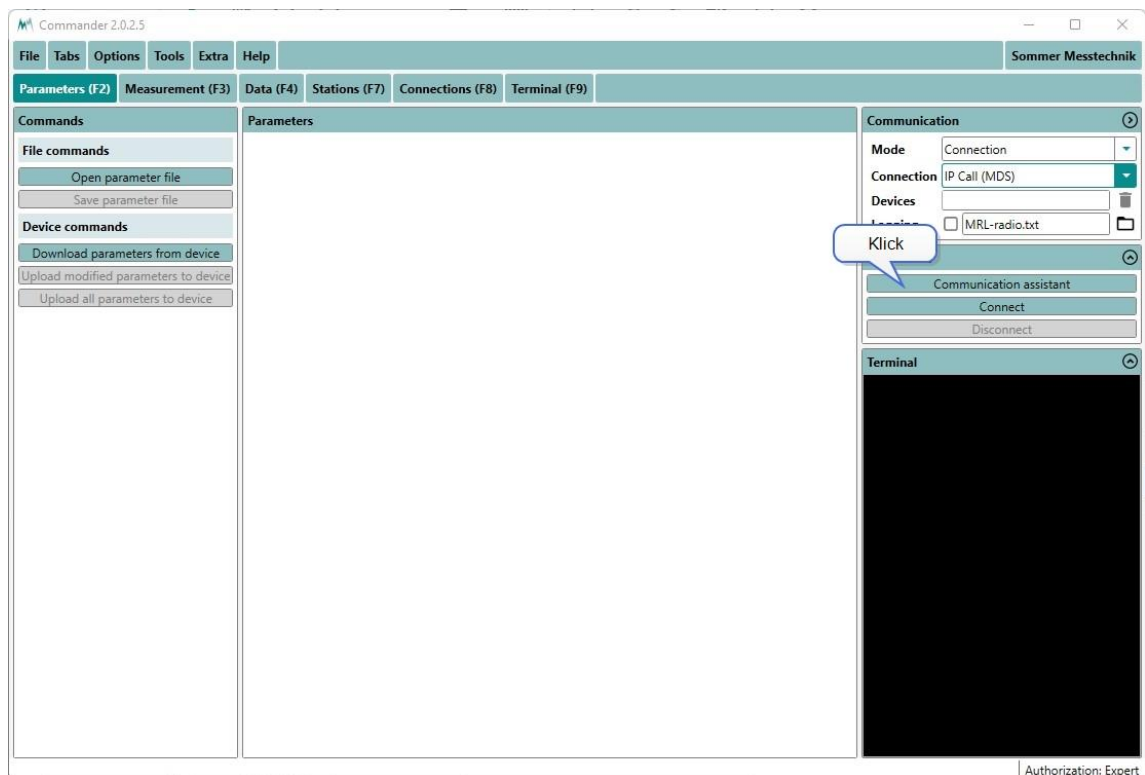 Commander 2.0.2.5
File Tabs Options Tools Extra Help Sommer Messtechnik
Parameters (F2) Measurement (F3) Data (F4) Stations (F7) Connections (F8) Terminal (F9)
Commands
File commands
Open parameter file
Save parameter file
Device commands
Download parameters from device
Upload modified parameters to device
Upload all parameters to device
Parameters
Communication
Mode Connection
Connection IP Call (MDS)
Devices
MRL-radio.txt
Klick
Communication assistant
Connect
Disconnect
Terminal
Authorization: Expert